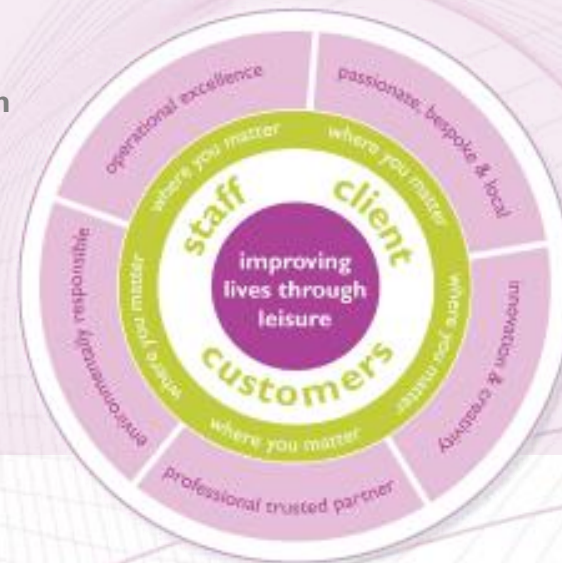 n
operational excellence
passionate, bespoke & local
innovation & creativity
professional trusted partner
environmentally responsible
where you matter
where you matter
where you matter
where you matter
where you matter
staff
client
customers
improving
lives through
leisure